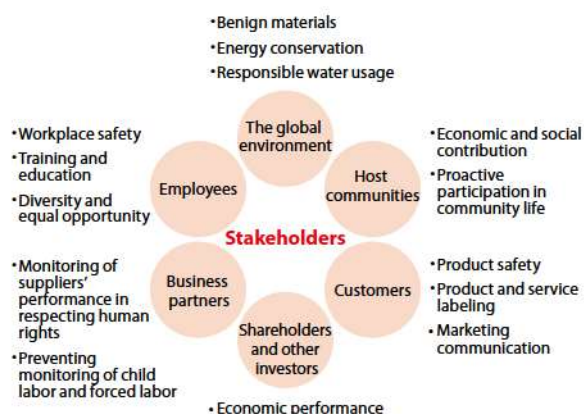 • Benign materials
• Energy conservation
• Responsible water usage
The global
environment
• Workplace safety
• Training and
education
• Diversity and
equal opportunity
Employees
Host
communities
• Economic and social
contribution
• Proactive
participation in
community life
Stakeholders
• Monitoring of
suppliers'
performance in
respecting human
rights
• Preventing
monitoring of child
labor and forced labor
Business
partners
Customers
• Product safety
• Product and service
labeling
• Marketing
communication
Shareholders
and other
investors
• Economic performance